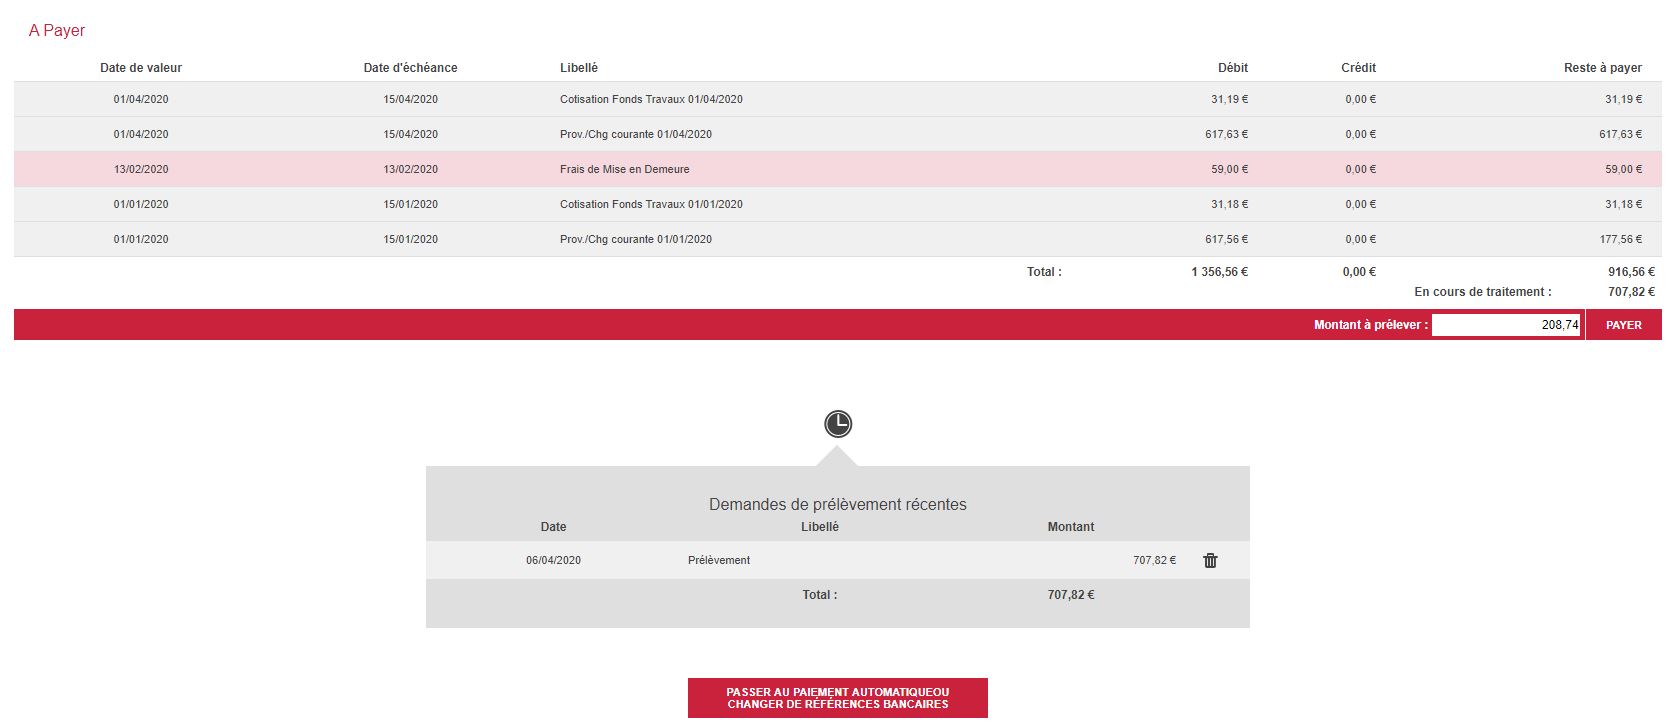 A Payer
Date de valeur Date d'échéance Libellé Débit Crédit Reste à payer
01/04/2020 15/04/2020 Cotisation Fonds Travaux 01/04/2020 31,19 € 0,00 € 31,19 €
01/04/2020 15/04/2020 Prov./Chg courante 01/04/2020 617,63 € 0,00 € 617,63 €
13/02/2020 13/02/2020 Frais de Mise en Demeure 59,00 € 0,00 € 59,00 €
01/01/2020 15/01/2020 Cotisation Fonds Travaux 01/01/2020 31,18 € 0,00 € 31,18 €
01/01/2020 15/01/2020 Prov./Chg courante 01/01/2020 617,56 € 0,00 € 177,56 €
Total : 1 356,56 € 0,00 € 916,56 €
En cours de traitement : 707,82 €
Montant à prélever : 208,74 PAYER
Demandes de prélèvement récentes
Date Libellé Montant
06/04/2020 Prélèvement 707,82 €
Total : 707,82 €
PASSER AU PAIEMENT AUTOMATIQUEOU
CHANGER DE RÉFÉRENCES BANCAIRES